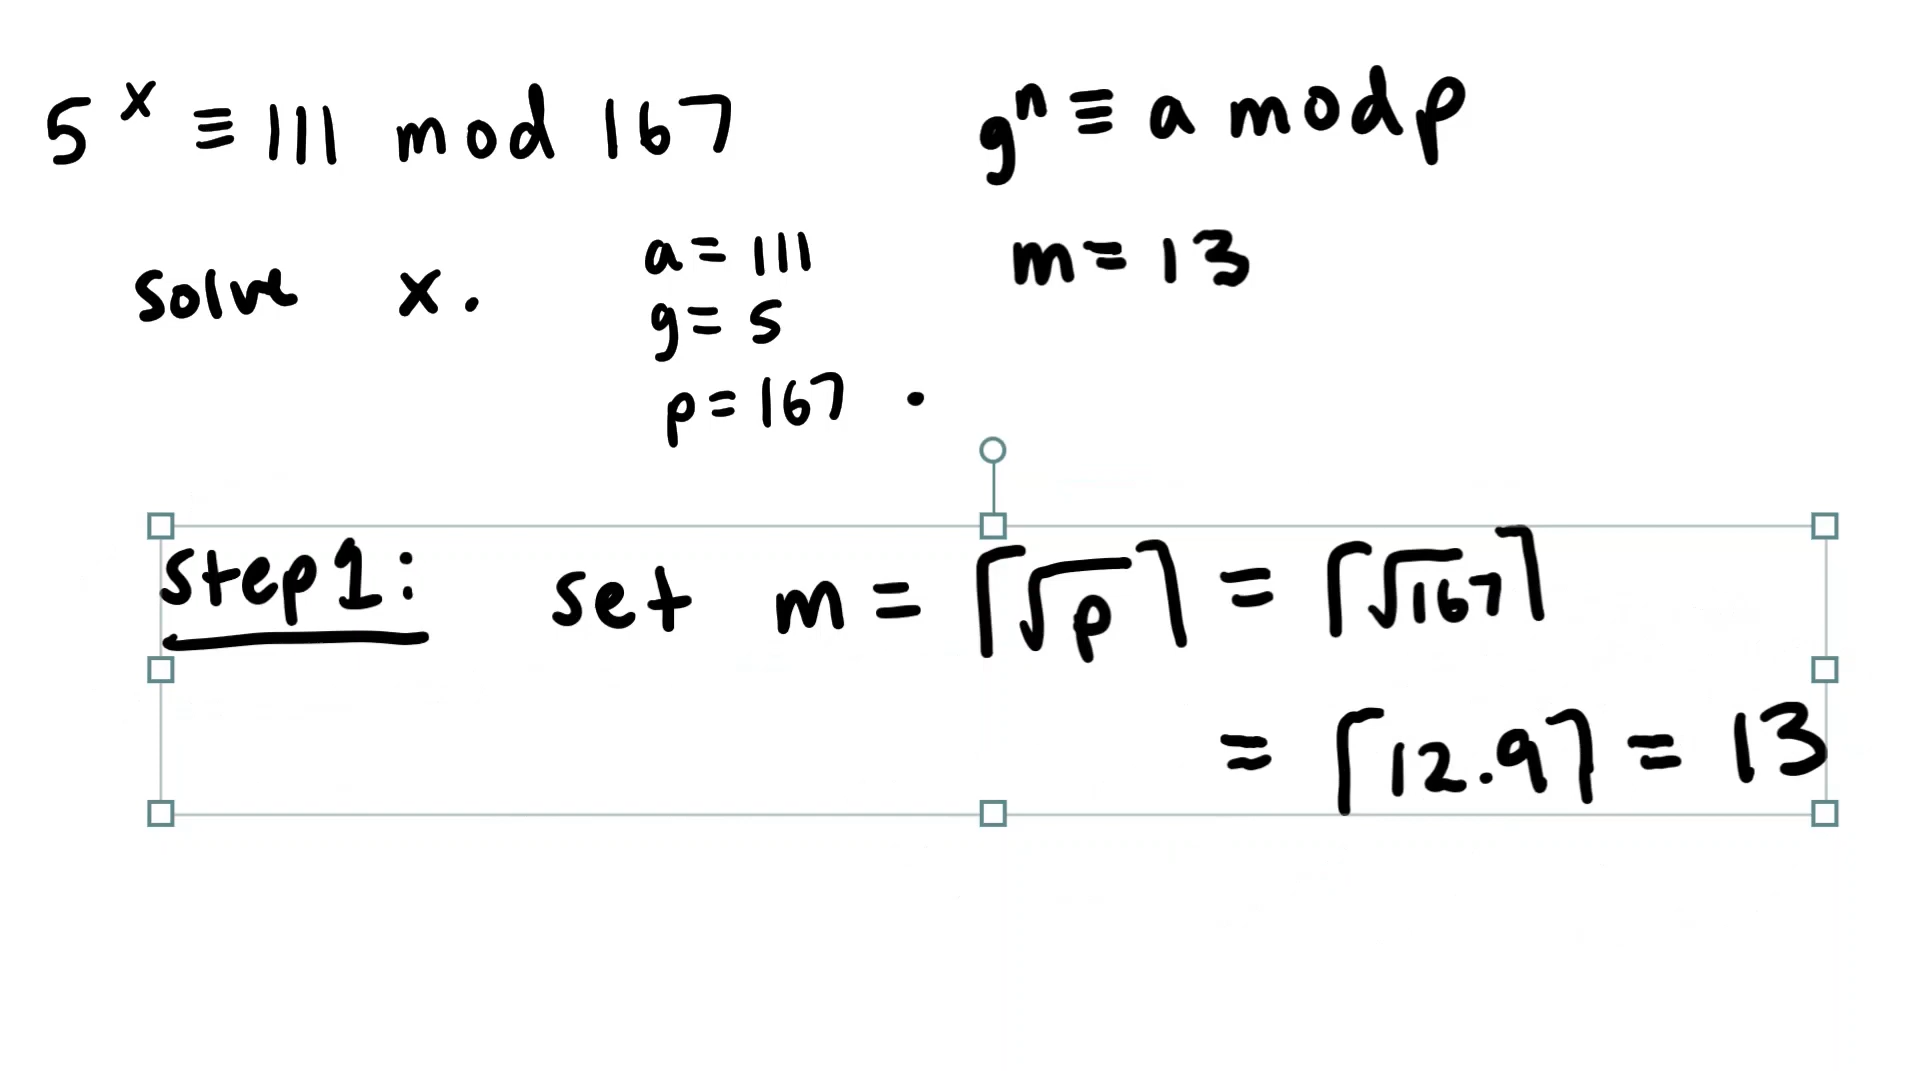 5^x ≡ 111 mod 167
g^n ≡ a mod p
solve x.
a = 111
g = 5
p = 167
m = 13
step 1: set m = ⌈√p⌉ = ⌈√167⌉
= ⌈12.9⌉ = 13